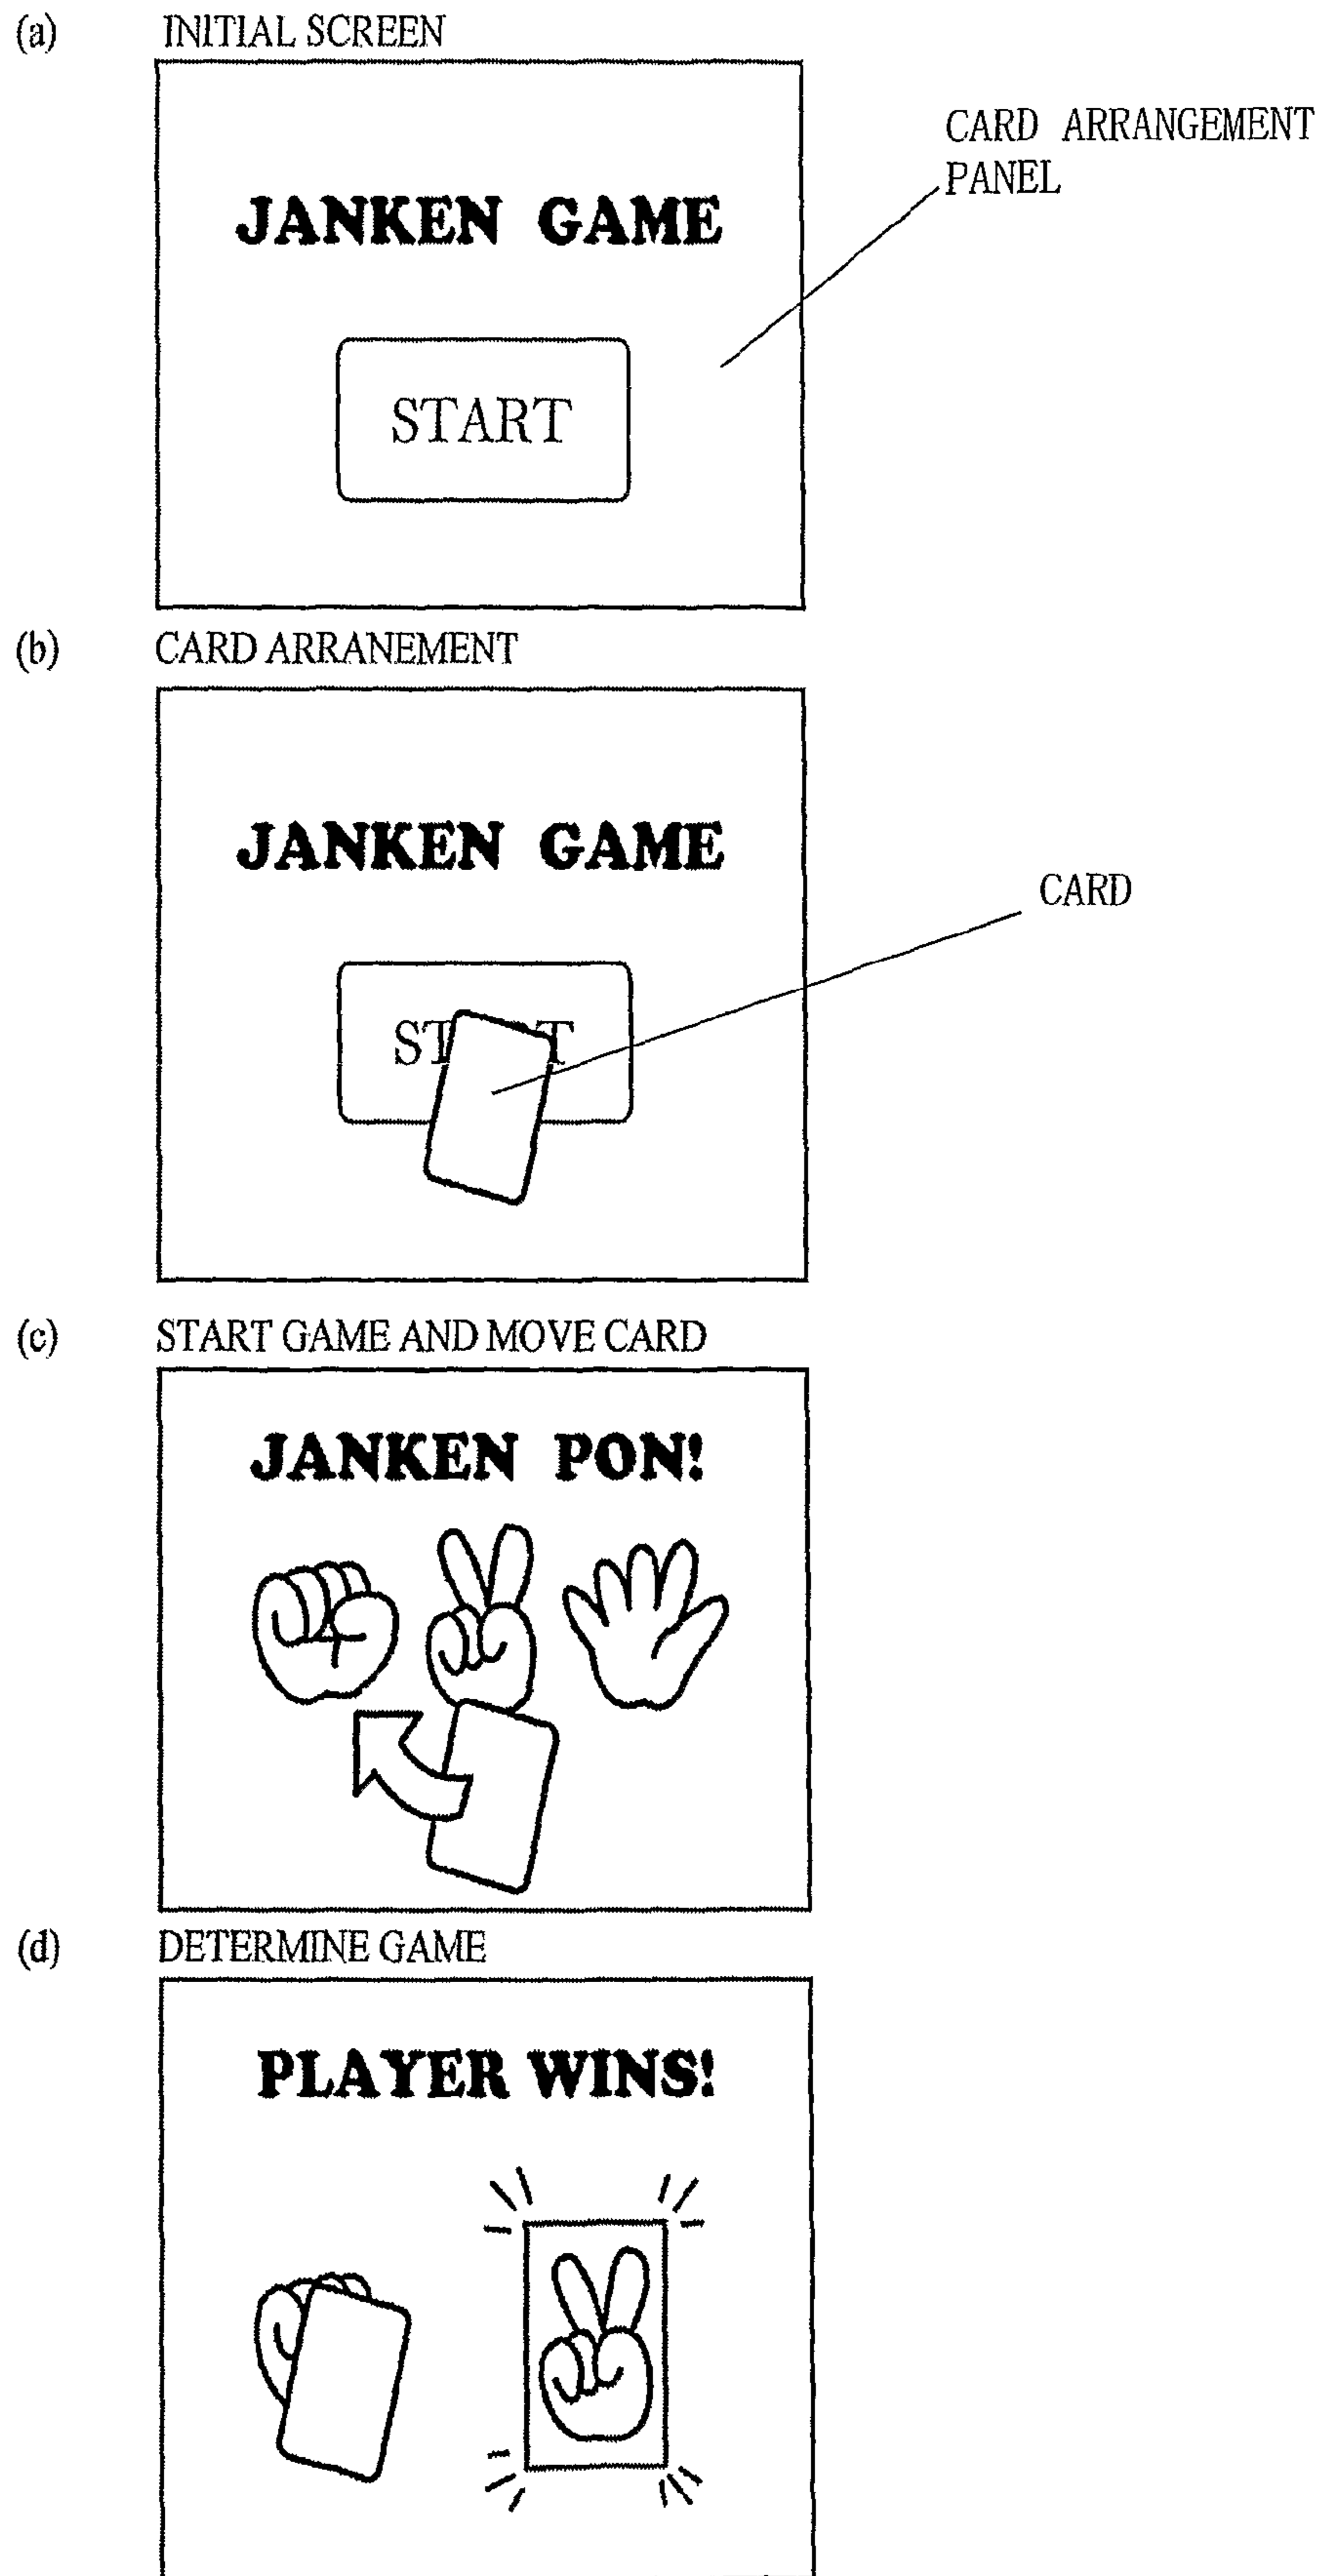 (a) INITIAL SCREEN
CARD ARRANGEMENT
PANEL
JANKEN GAME
START
(b) CARD ARRANEMENT
JANKEN GAME
CARD
ST T
(c) START GAME AND MOVE CARD
JANKEN PON!
(d) DETERMINE GAME
PLAYER WINS!